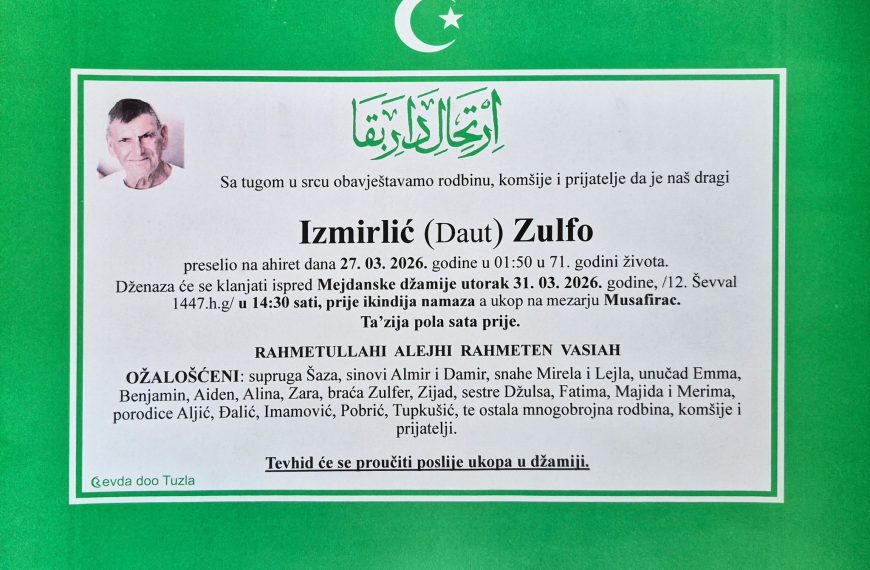 اِرْتِحَالِ دَارِ بَقَا
Sa tugom u srcu obavještavamo rodbinu, komšije i prijatelje da je naš dragi
Izmirlić (Daut) Zulfo
preselio na ahiret dana 27. 03. 2026. godine u 01:50 u 71. godini života.
Dženaza će se klanjati ispred Mejdanske džamije utorak 31. 03. 2026. godine, /12. Ševval
1447.h.g/ u 14:30 sati, prije ikindija namaza a ukop na mezarju Musafirac.
Ta’zija pola sata prije.
RAHMETULLAHI ALEJHI RAHMETEN VASIAH
OŽALOŠĆENI: supruga Šaza, sinovi Almir i Damir, snahe Mirela i Lejla, unučad Emma,
Benjamin, Aiden, Alina, Zara, braća Zulfer, Zijad, sestre Džulsa, Fatima, Majida i Merima,
porodice Aljić, Đalić, Imamović, Pobrić, Tupkušić, te ostala mnogobrojna rodbina, komšije i
prijatelji.
Tevhid će se proučiti poslije ukopa u džamiji.
evda doo Tuzla